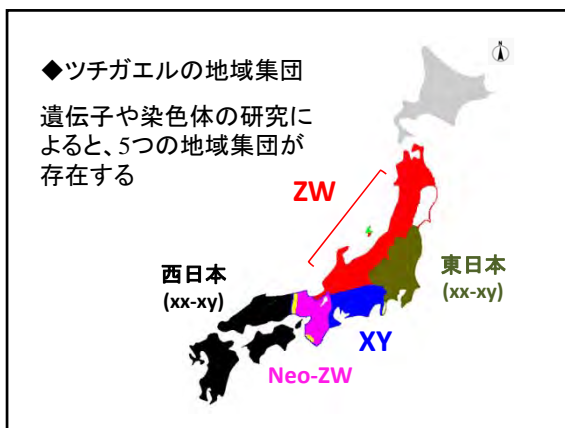 ◆ツチガエルの地域集団
遺伝子や染色体の研究に
よると、5つの地域集団が
存在する
ZW
西日本
(xx-xy)
東日本
(xx-xy)
XY
Neo-ZW
N